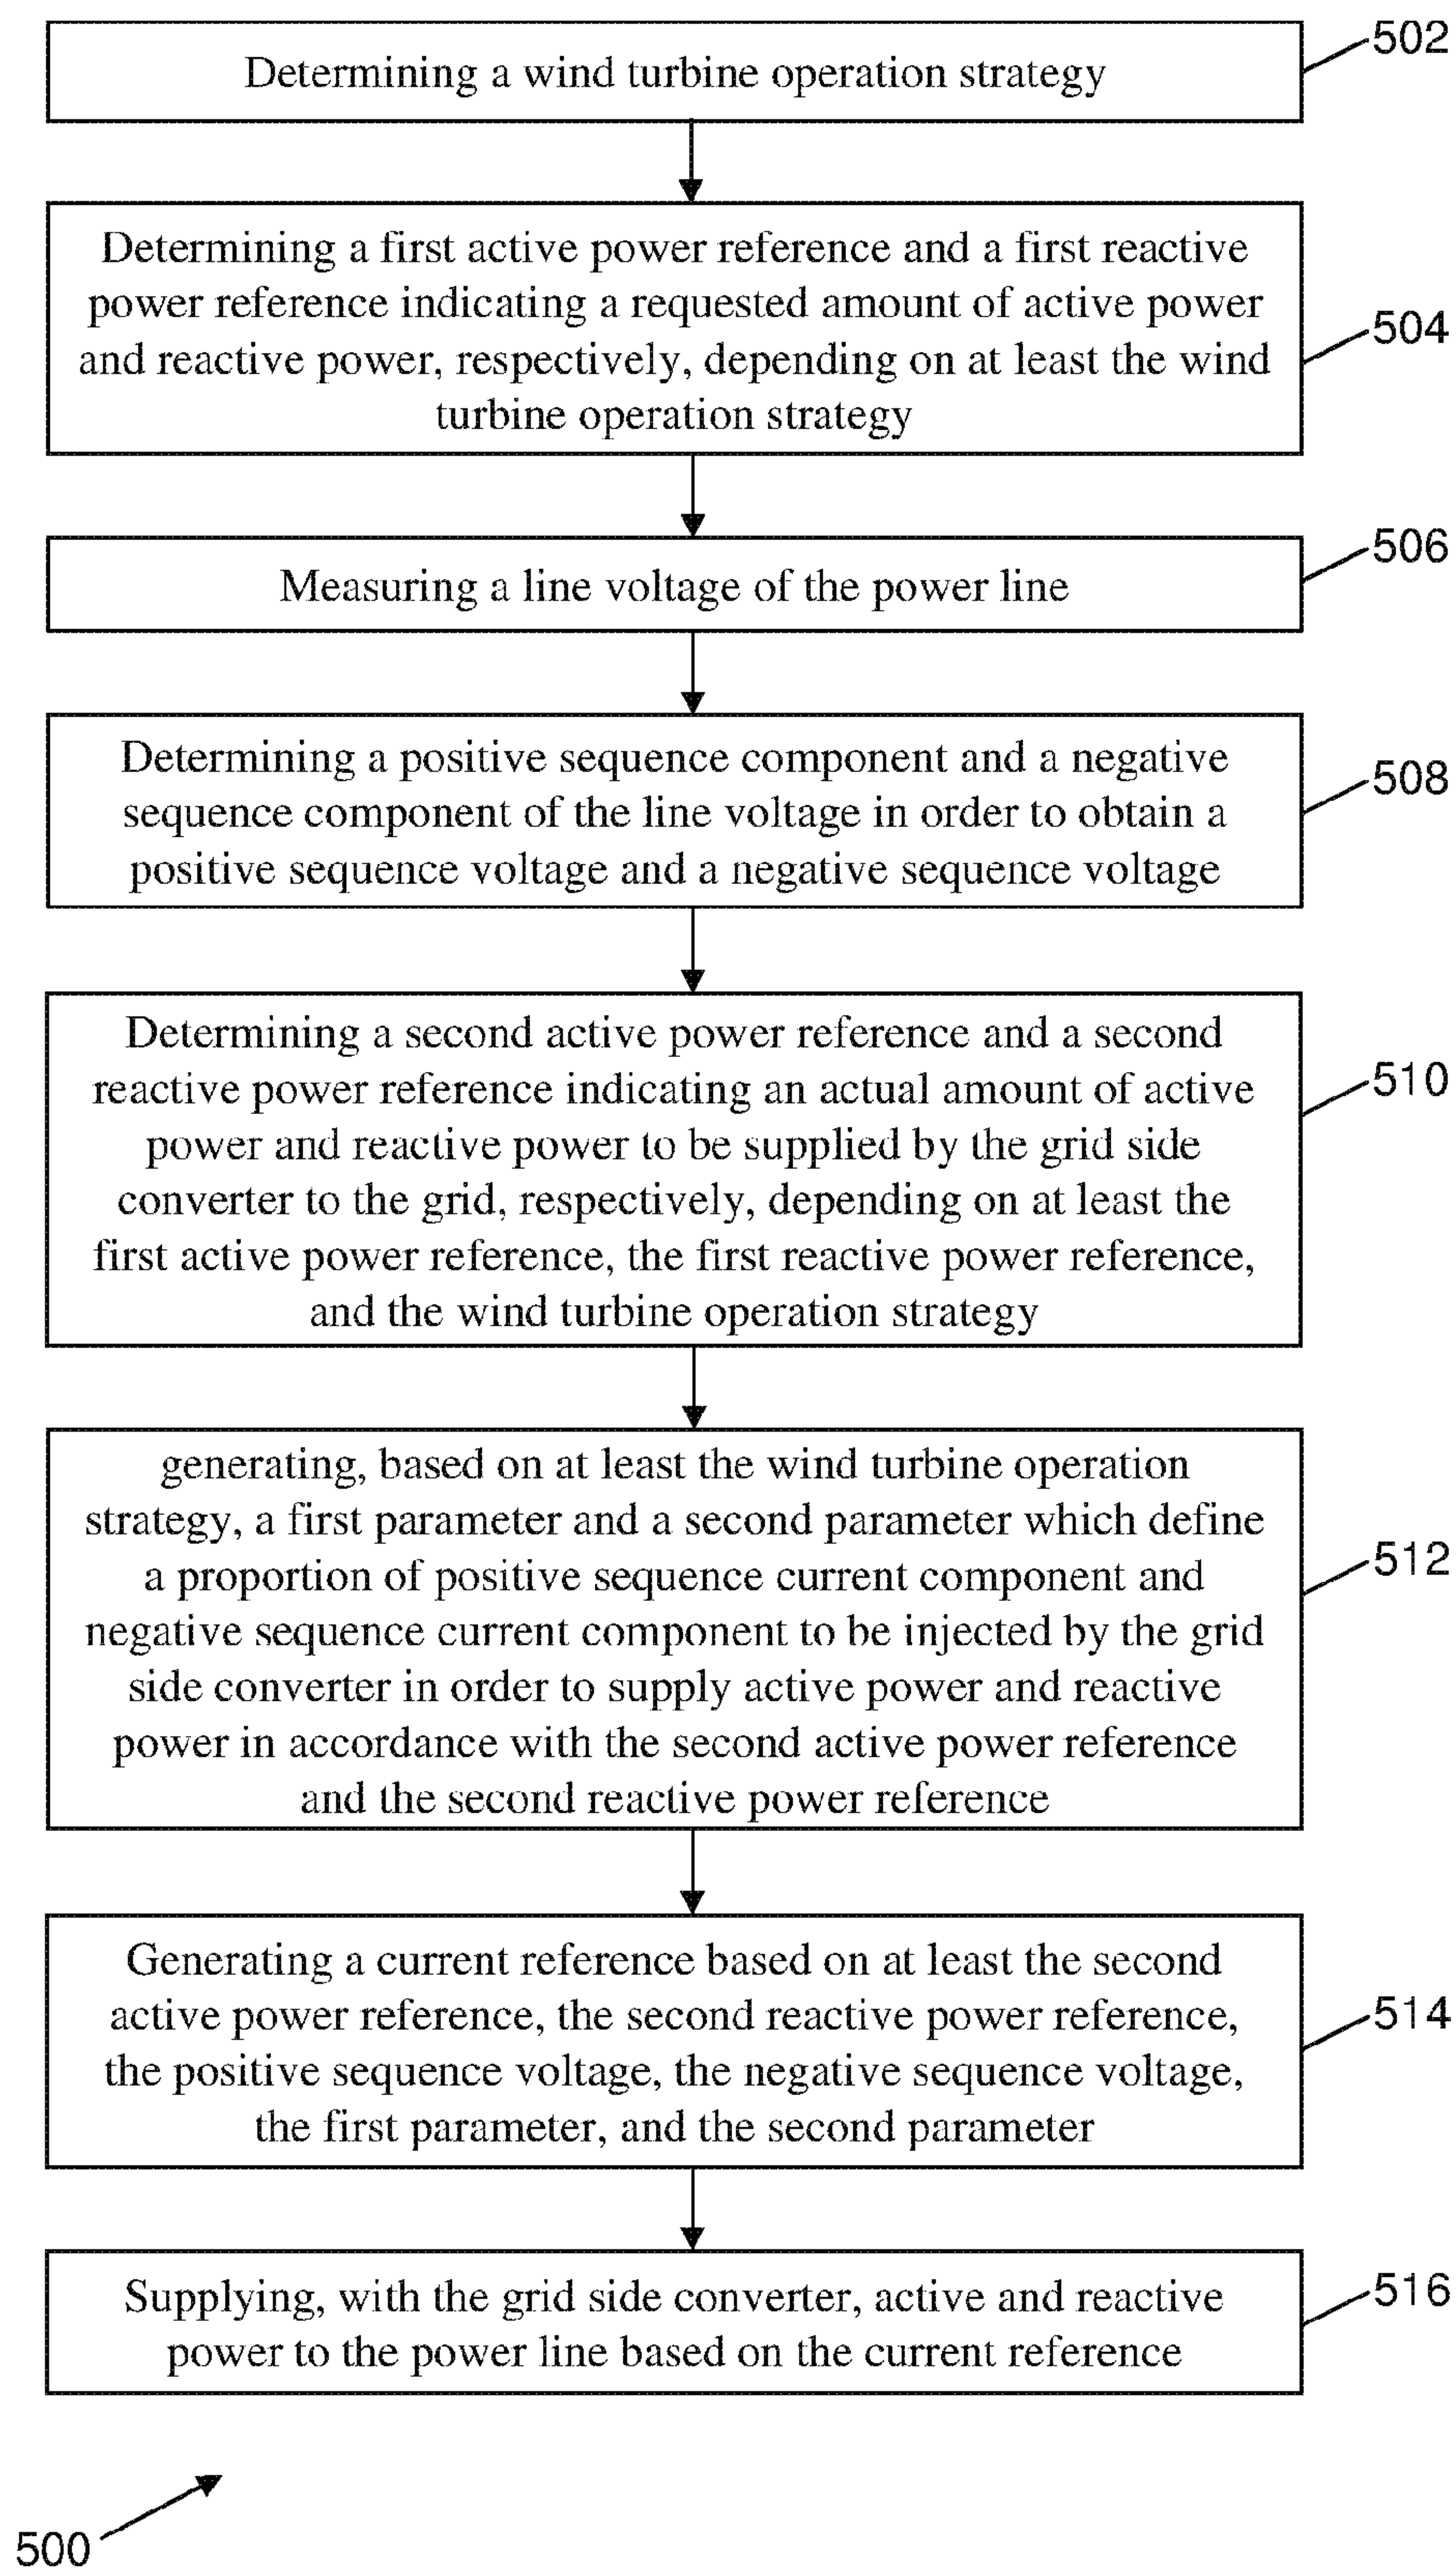 502
Determining a wind turbine operation strategy
Determining a first active power reference and a first reactive
power reference indicating a requested amount of active power
and reactive power, respectively, depending on at least the wind
turbine operation strategy
504
506
Measuring a line voltage of the power line
Determining a positive sequence component and a negative
sequence component of the line voltage in order to obtain a
positive sequence voltage and a negative sequence voltage
508
Determining a second active power reference and a second
reactive power reference indicating an actual amount of active
power and reactive power to be supplied by the grid side
converter to the grid, respectively, depending on at least the
first active power reference, the first reactive power reference,
and the wind turbine operation strategy
510
generating, based on at least the wind turbine operation
strategy, a first parameter and a second parameter which define
a proportion of positive sequence current component and
negative sequence current component to be injected by the grid
side converter in order to supply active power and reactive
power in accordance with the second active power reference
and the second reactive power reference
512
Generating a current reference based on at least the second
active power reference, the second reactive power reference,
the positive sequence voltage, the negative sequence voltage,
the first parameter, and the second parameter
514
Supplying, with the grid side converter, active and reactive
power to the power line based on the current reference
516
500